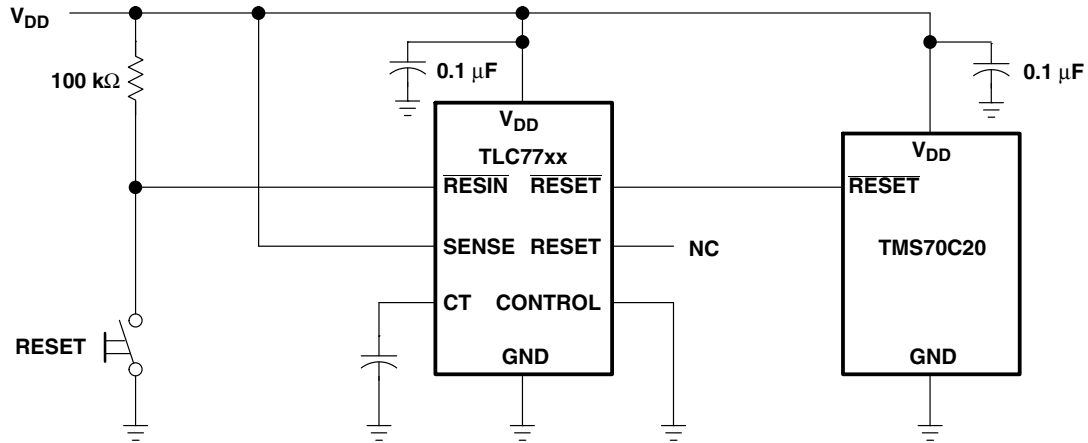 VDD
100 kΩ
0.1 μF
0.1 μF
VDD
TLC77xx
VDD
RESIN RESET
RESET
SENSE RESET
NC
TMS70C20
CT CONTROL
RESET
GND
GND